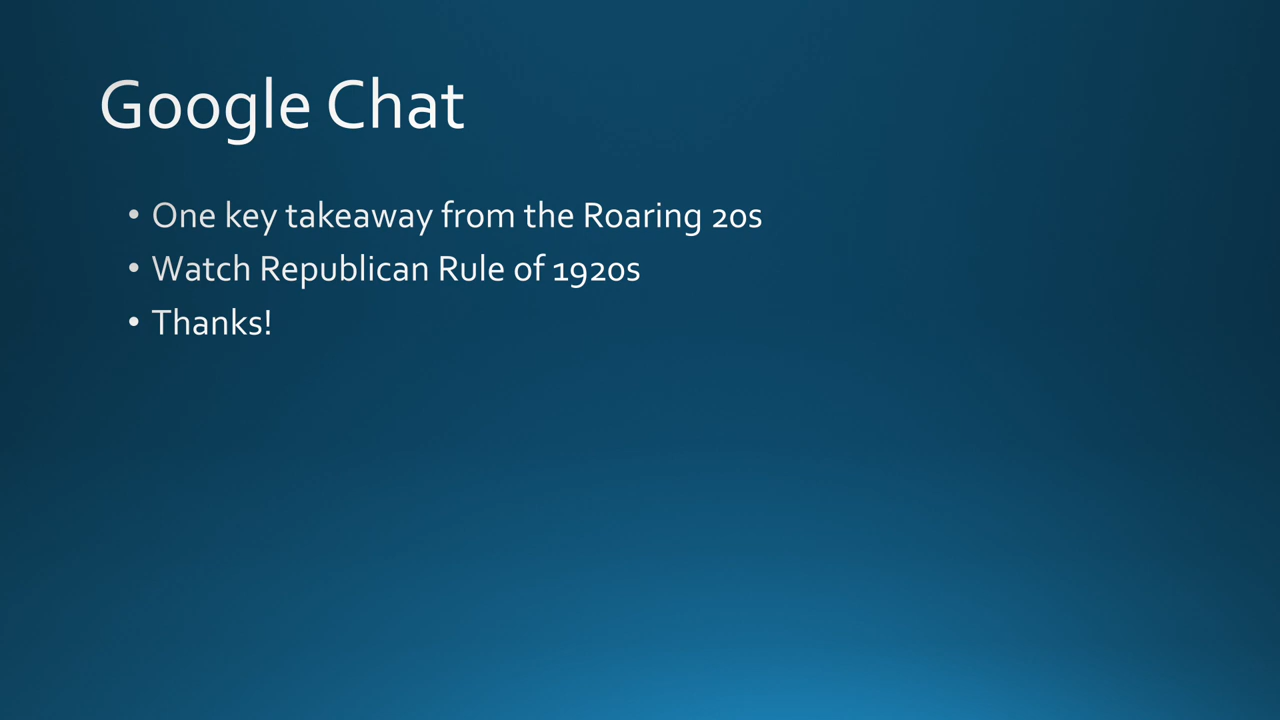 Google Chat
• One key takeaway from the Roaring 20s
• Watch Republican Rule of 1920s
• Thanks!